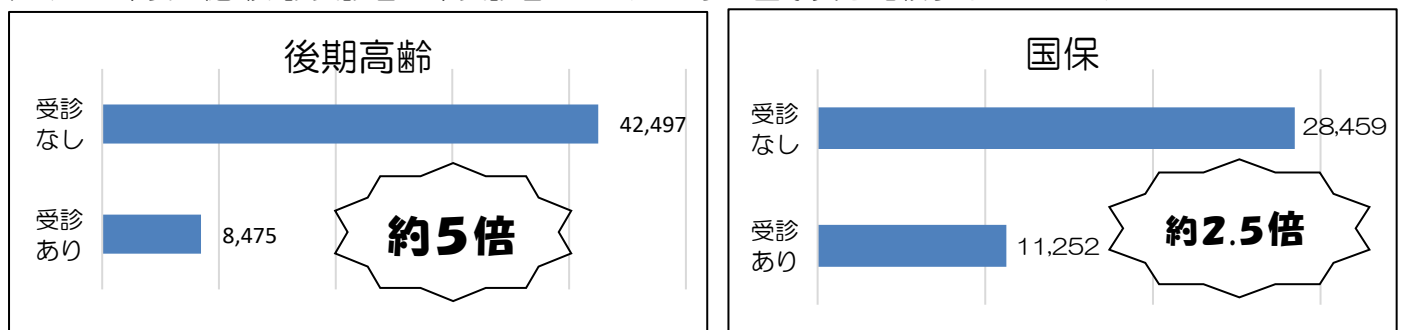 後期高齢
受診
なし
42,497
受診
あり
8,475
約5倍
国保
受診
なし
28,459
受診
あり
11,252
約2.5倍